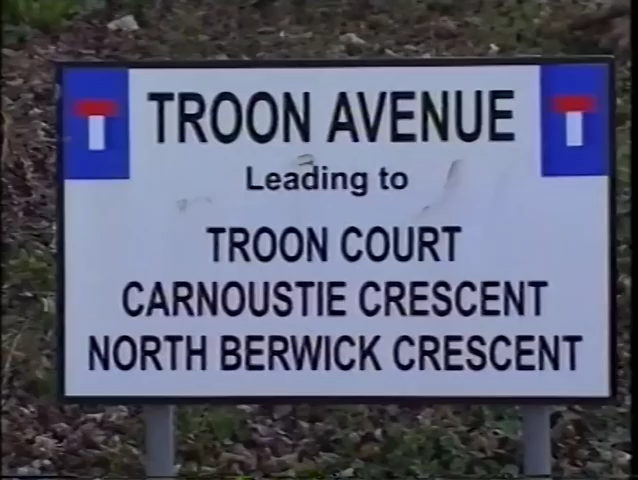 TROON AVENUE
Leading to
TROON COURT
CARNOUSTIE CRESCENT
NORTH BERWICK CRESCENT